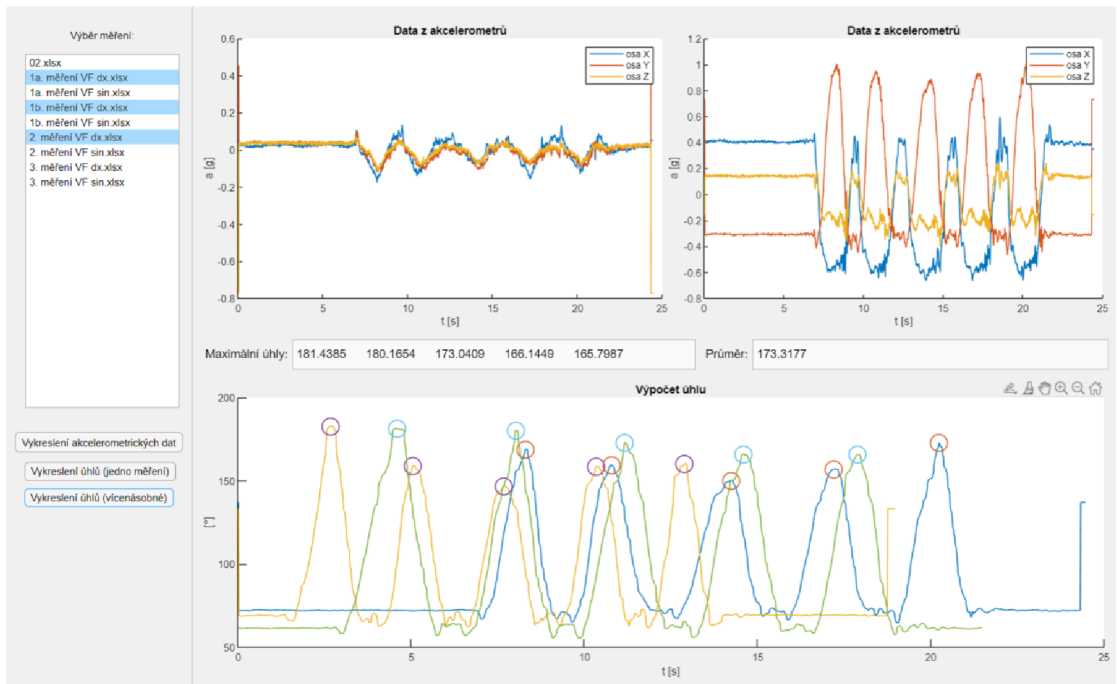 Výběr měření:
02.xlsx
1a. měření VF dx.xlsx
1a. měření VF sin.xlsx
1b. měření VF dx.xlsx
1b. měření VF sin.xlsx
2. měření VF dx.xlsx
2. měření VF sin.xlsx
3. měření VF dx.xlsx
3. měření VF sin.xlsx
Vykreslení akcelerometrických dat
Vykreslení úhlů (jedno měření)
Vykreslení úhlů (vícenásobné)
Data z akcelerometrů
0.6
0.4
0.2
0
-0.2
-0.4
-0.6
-0.8
a [g]
0 5 10 15 20 25
t [s]
osa X
osa Y
osa Z
Data z akcelerometrů
1.2
1
0.8
0.6
0.4
0.2
0
-0.2
-0.4
-0.6
-0.8
a [g]
0 5 10 15 20 25
t [s]
osa X
osa Y
osa Z
Maximální úhly: 181.4385 180.1654 173.0409 166.1449 165.7987
Průměr: 173.3177
Výpočet úhlu
200
150
100
50
[°]
0 5 10 15 20 25
t [s]